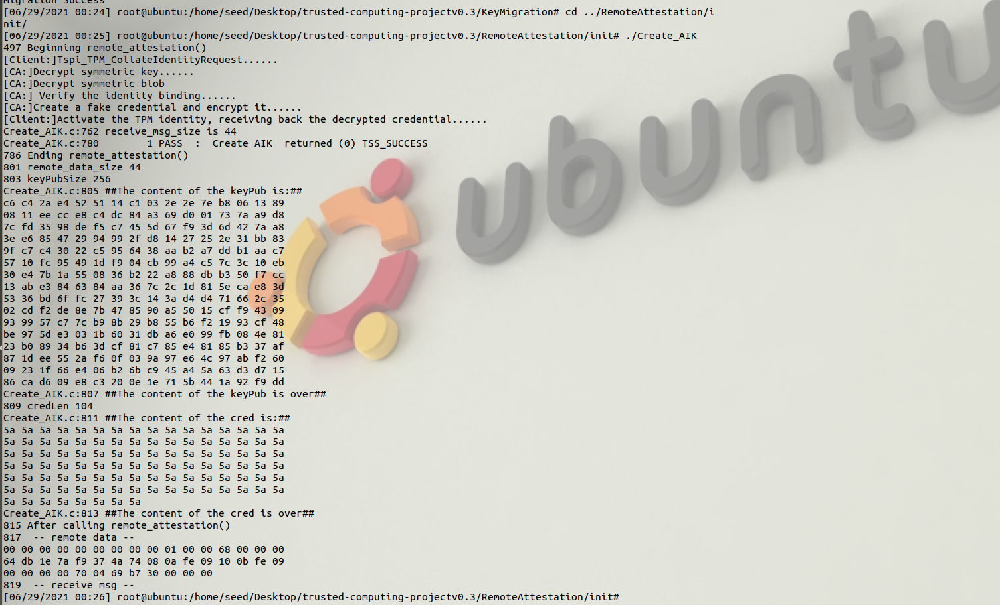 Migration Success
[06/29/2021 00:24] root@ubuntu:/home/seed/Desktop/trusted-computing-projectv0.3/KeyMigration# cd ../RemoteAttestation/i
nit/
[06/29/2021 00:25] root@ubuntu:/home/seed/Desktop/trusted-computing-projectv0.3/RemoteAttestation/init# ./Create_AIK
497 Beginning remote_attestation()
[Client:]Tspi_TPM_CollateIdentityRequest......
[CA:]Decrypt symmetric key......
[CA:]Decrypt symmetric blob
[CA:] Verify the identity binding......
[CA:]Create a fake credential and encrypt it......
[Client:]Activate the TPM identity, receiving back the decrypted credential......
Create_AIK.c:762 receive_msg_size is 44
Create_AIK.c:780        1 PASS  :  Create AIK  returned (0) TSS_SUCCESS
786 Ending remote_attestation()
801 remote_data_size 44
803 keyPubSize 256
Create_AIK.c:805 ##The content of the keyPub is:##
c6 c4 2a e4 52 51 14 c1 03 2e 2e 7e b8 06 13 89
08 11 ee cc e8 c4 dc 84 a3 69 d0 01 73 7a a9 d8
7c fd 35 98 de f5 c7 45 5d 67 f9 3d 6d 42 7a a8
3e e6 85 47 29 94 99 2f d8 14 27 25 2e 31 bb 83
9f c7 c4 30 22 c5 95 64 38 aa b2 a7 dd b1 aa c7
57 10 fc 95 49 1d f9 04 cb 99 a4 c5 7c 3c 10 eb
30 e4 7b 1a 55 08 36 b2 22 a8 88 db b3 50 f7 cc
13 ab e3 84 63 84 aa 36 7c 2c 1d 81 5e ca e8 3d
53 36 bd 6f fc 27 39 3c 14 3a d4 d4 71 66 2c 35
02 cd f2 de 8e 7b 47 85 90 a5 50 15 cf f9 43 09
93 99 57 c7 7c b9 8b 29 b8 55 b6 f2 19 93 cf 48
be 97 5d e3 03 1b 60 31 db a6 e0 99 fb 08 4e 81
23 b0 89 34 b6 3d cf 81 c7 85 e4 81 85 b3 37 af
87 1d ee 55 2a f6 0f 03 9a 97 e6 4c 97 ab f2 60
09 23 1f 66 e4 06 b2 6b c9 45 a4 5a 63 d3 d7 15
86 ca d6 09 e8 c3 20 0e 1e 71 5b 44 1a 92 f9 dd
Create_AIK.c:807 ##The content of the keyPub is over##
809 credLen 104
Create_AIK.c:811 ##The content of the cred is:##
5a 5a 5a 5a 5a 5a 5a 5a 5a 5a 5a 5a 5a 5a 5a 5a
5a 5a 5a 5a 5a 5a 5a 5a 5a 5a 5a 5a 5a 5a 5a 5a
5a 5a 5a 5a 5a 5a 5a 5a 5a 5a 5a 5a 5a 5a 5a 5a
5a 5a 5a 5a 5a 5a 5a 5a 5a 5a 5a 5a 5a 5a 5a 5a
5a 5a 5a 5a 5a 5a 5a 5a 5a 5a 5a 5a 5a 5a 5a 5a
5a 5a 5a 5a 5a 5a 5a 5a 5a 5a 5a 5a 5a 5a 5a 5a
5a 5a 5a 5a 5a 5a 5a 5a
Create_AIK.c:813 ##The content of the cred is over##
815 After calling remote_attestation()
817  -- remote data --
00 00 00 00 00 00 00 00 00 01 00 00 68 00 00 00
64 db 1e 7a f9 37 4a 74 08 0a fe 09 10 0b fe 09
00 00 00 00 70 04 69 b7 30 00 00 00
819  -- receive msg --
[06/29/2021 00:26] root@ubuntu:/home/seed/Desktop/trusted-computing-projectv0.3/RemoteAttestation/init#
ubuntu